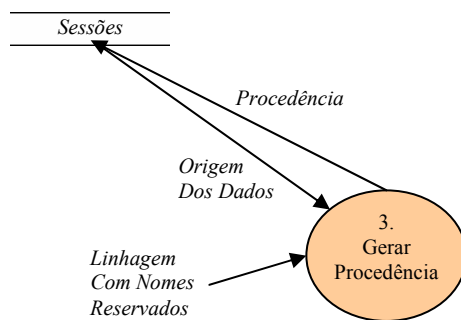 Sessões
Procedência
Origem
Dos Dados
3.
Gerar
Procedência
Linhagem
Com Nomes
Reservados